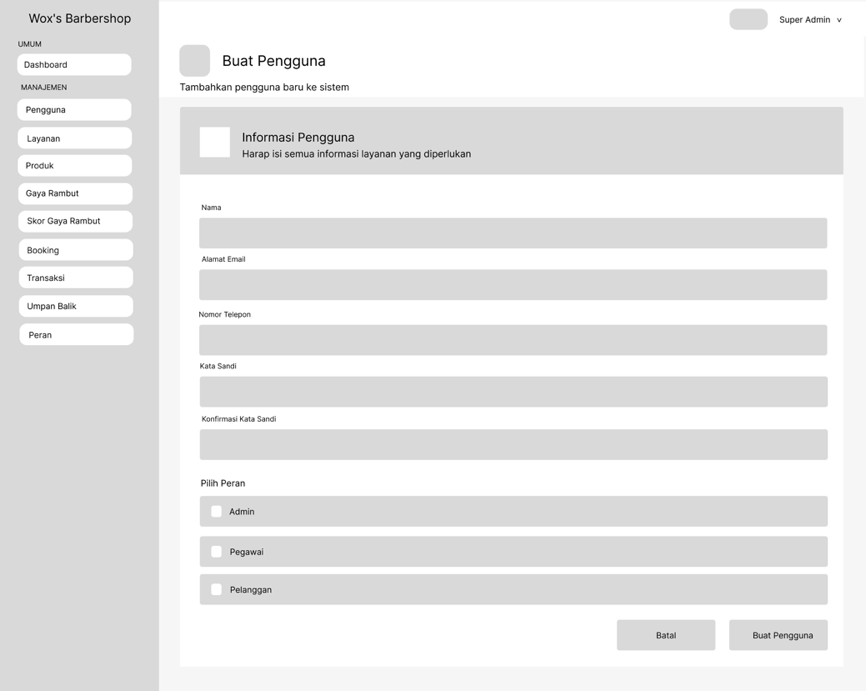 Wox's Barbershop
UMUM
Dashboard
MANAJEMEN
Pengguna
Layanan
Produk
Gaya Rambut
Skor Gaya Rambut
Booking
Transaksi
Umpan Balik
Peran
Super Admin v
Buat Pengguna
Tambahkan pengguna baru ke sistem
Informasi Pengguna
Harap isi semua informasi layanan yang diperlukan
Nama
Alamat Email
Nomor Telepon
Kata Sandi
Konfirmasi Kata Sandi
Pilih Peran
Admin
Pegawai
Pelanggan
Batal
Buat Pengguna